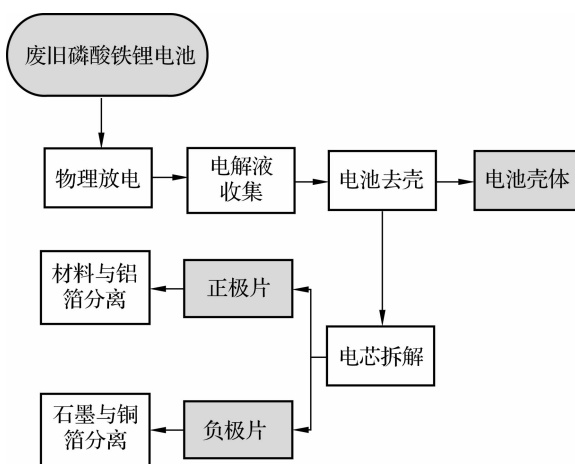 废旧磷酸铁锂电池
物理放电
电解液
收集
电池去壳
电池壳体
材料与铝
箔分离
正极片
电芯拆解
石墨与铜
箔分离
负极片